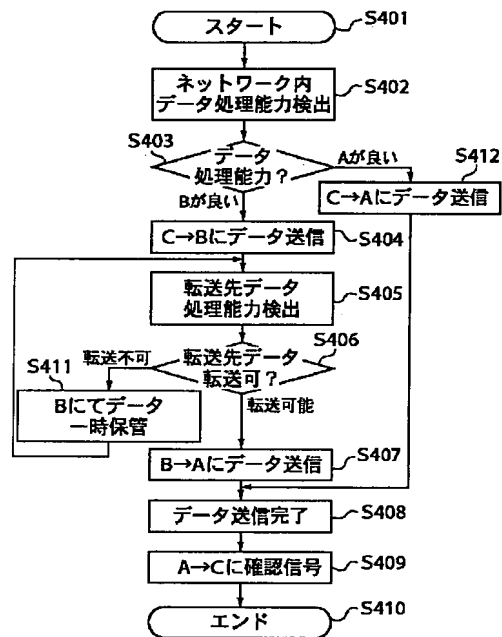 スタート
S401
ネットワーク内
データ処理能力検出
S402
S403
データ
処理能力?
Aが良い
S412
Bが良い
C→Aにデータ送信
C→Bにデータ送信
S404
転送先データ
処理能力検出
S405
S411
転送不可
転送先データ
転送可?
S406
Bにてデータ
一時保管
転送可能
B→Aにデータ送信
S407
データ送信完了
S408
A→Cに確認信号
S409
エンド
S410